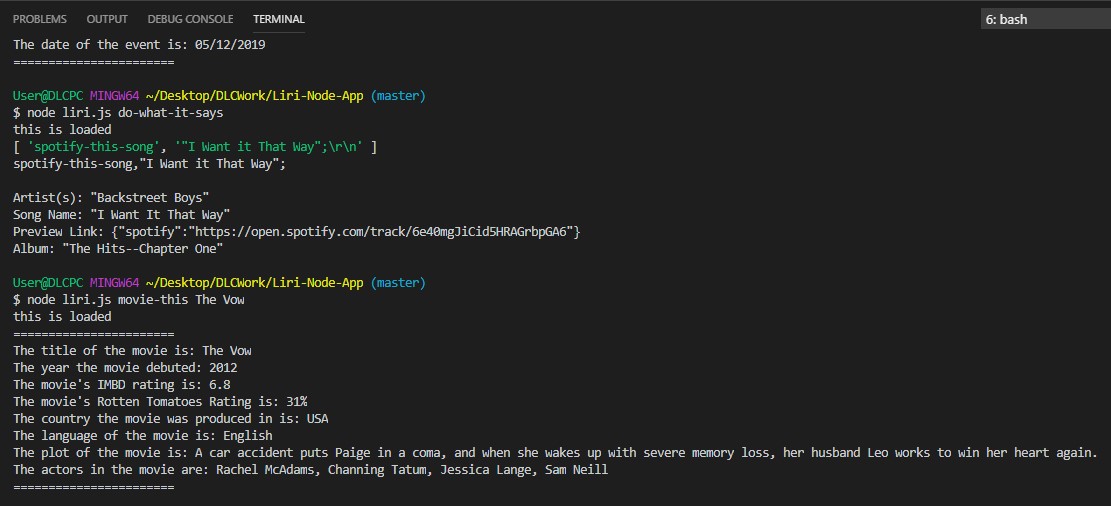 PROBLEMS OUTPUT DEBUG CONSOLE TERMINAL 6: bash
The date of the event is: 05/12/2019
=======================
User@DLCPC MINGW64 ~/Desktop/DLCWork/Liri-Node-App (master)
$ node liri.js do-what-it-says
this is loaded
[ 'spotify-this-song', '"I Want it That Way";\r\n' ]
spotify-this-song,"I Want it That Way";
Artist(s): "Backstreet Boys"
Song Name: "I Want It That Way"
Preview Link: {"spotify":"https://open.spotify.com/track/6e40mgJiCid5HRAGrbpGA6"}
Album: "The Hits--Chapter One"
User@DLCPC MINGW64 ~/Desktop/DLCWork/Liri-Node-App (master)
$ node liri.js movie-this The Vow
this is loaded
=======================
The title of the movie is: The Vow
The year the movie debuted: 2012
The movie's IMBD rating is: 6.8
The movie's Rotten Tomatoes Rating is: 31%
The country the movie was produced in is: USA
The language of the movie is: English
The plot of the movie is: A car accident puts Paige in a coma, and when she wakes up with severe memory loss, her husband Leo works to win her heart again.
The actors in the movie are: Rachel McAdams, Channing Tatum, Jessica Lange, Sam Neill
=======================